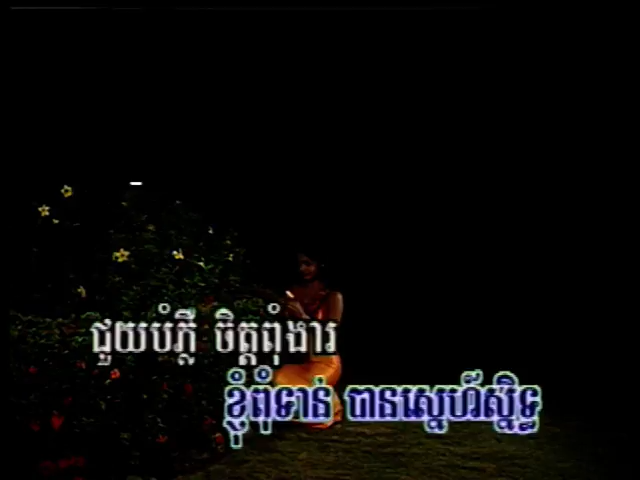 ជួយបំភ្លឺ ចិត្តពុំងារ
ខ្ញុំពុំទាន់ បានស្នេហ៍ស្និទ្ធ